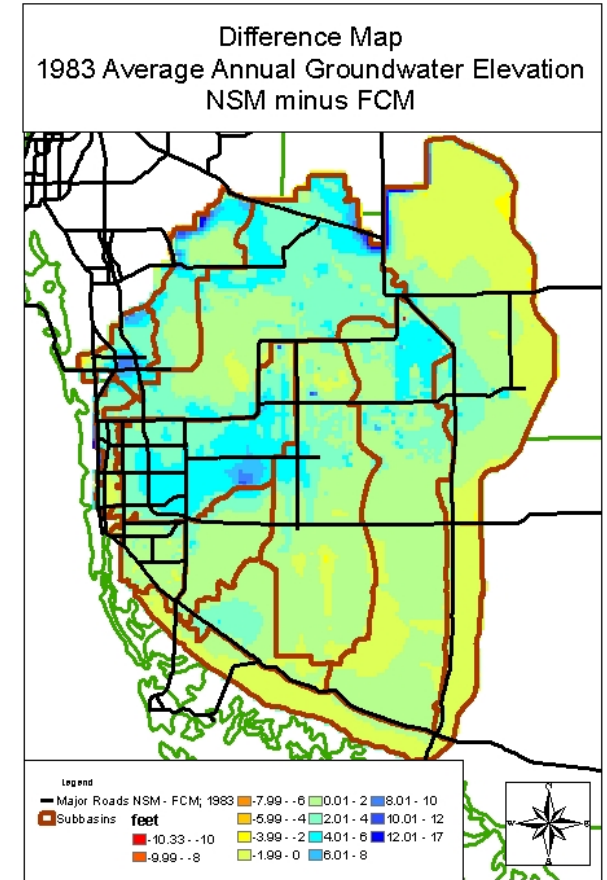 Difference Map
1983 Average Annual Groundwater Elevation
NSM minus FCM
Legend
Major Roads NSM - FCM; 1983
Subbasins feet
-10.33 - -10
-9.99 - -8
-7.99 - -6
-5.99 - -4
-3.99 - -2
-1.99 - 0
0.01 - 2
2.01 - 4
4.01 - 6
6.01 - 8
8.01 - 10
10.01 - 12
12.01 - 17
N
W
E
S